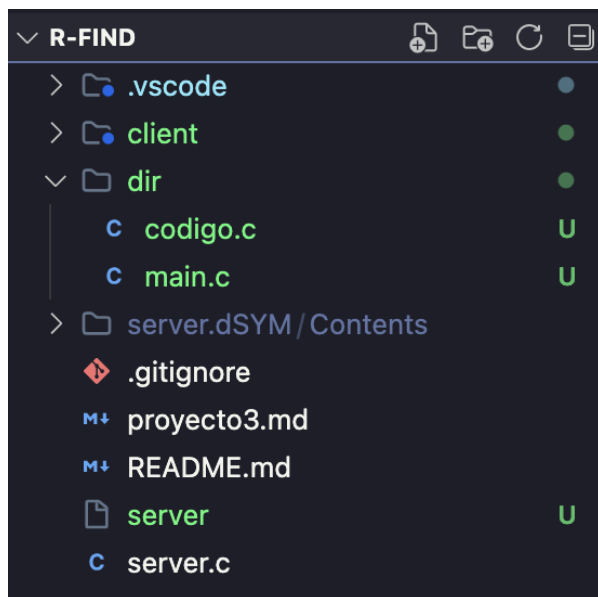 R-FIND
.vscode
client
dir
C codigo.c U
C main.c U
server.dSYM/Contents
.gitignore
M↓ proyecto3.md
M↓ README.md
server U
C server.c